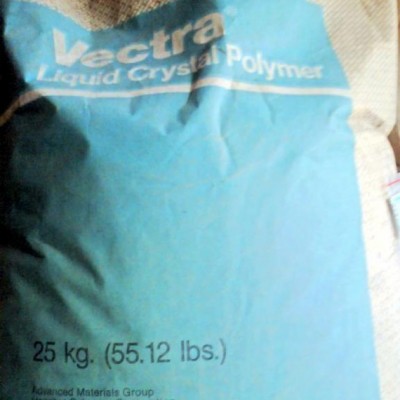 Vectra
Liquid Crystal Polymer
25 kg. (55.12 lbs.)
Advanced Materials Group